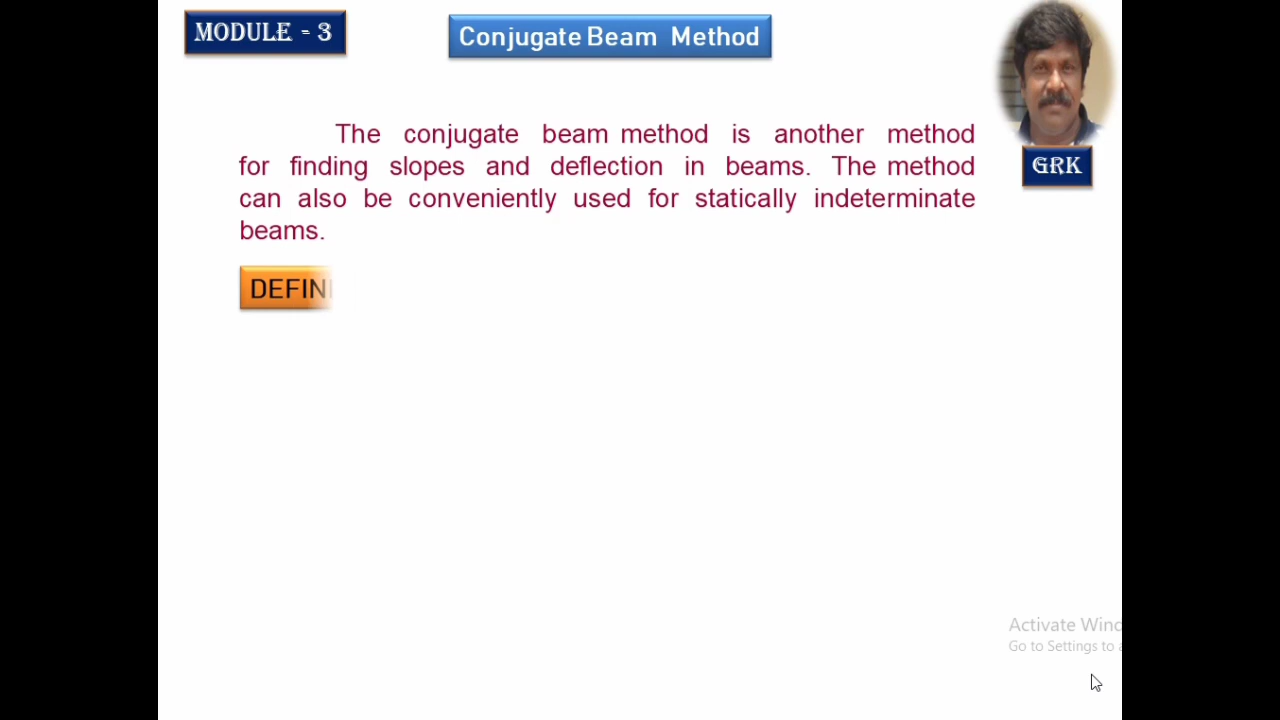 MODULE - 3
Conjugate Beam Method
GRK
The conjugate beam method is another method
for finding slopes and deflection in beams. The method
can also be conveniently used for statically indeterminate
beams.
DEFIN
Activate Wind
Go to Settings to a